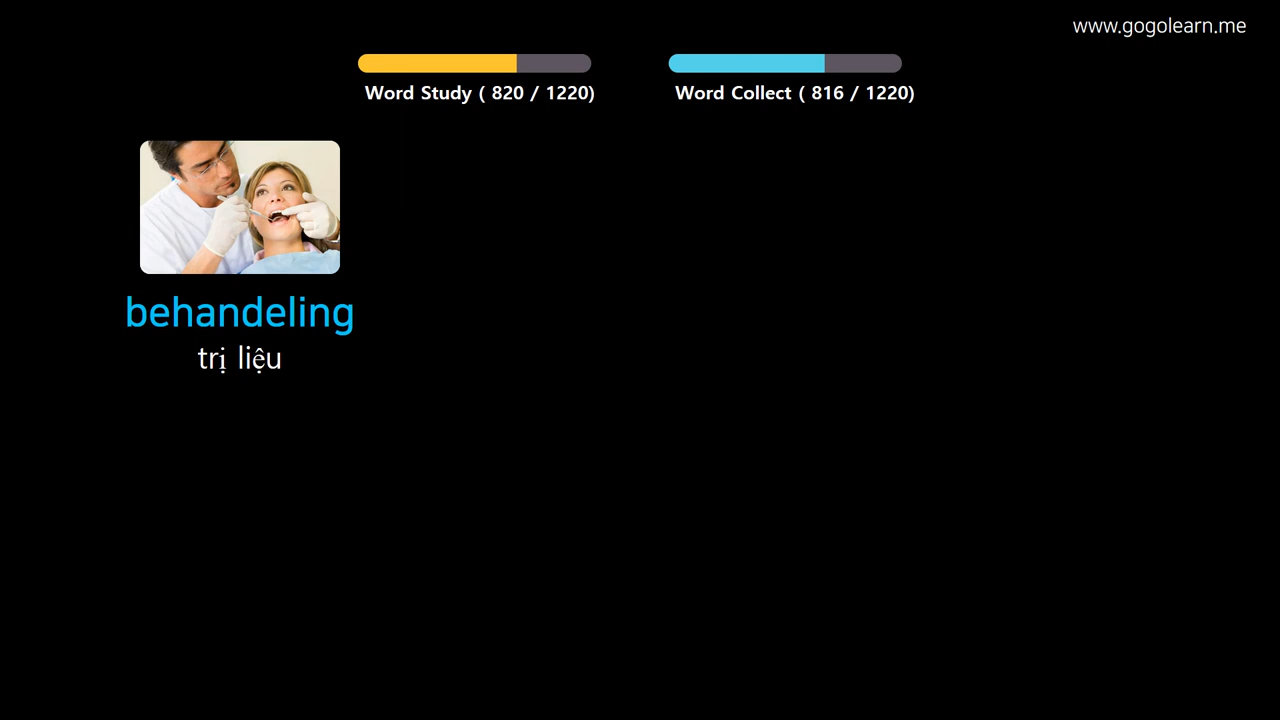 www.gogolearn.me
Word Study ( 820 / 1220)
Word Collect ( 816 / 1220)
behandeling
trị liệu